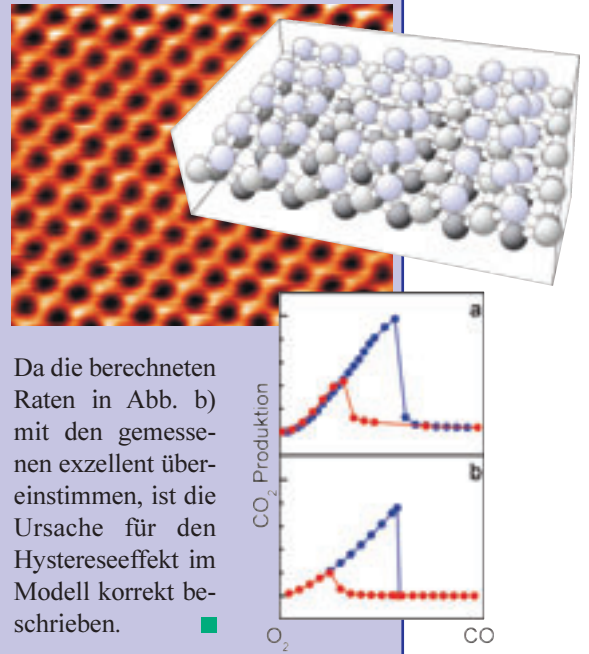 a
b
CO₂ Produktion
O₂
CO
Da die berechneten
Raten in Abb. b)
mit den gemesse-
nen exzellent über-
einstimmen, ist die
Ursache für den
Hystereseeffekt im
Modell korrekt be-
schrieben.